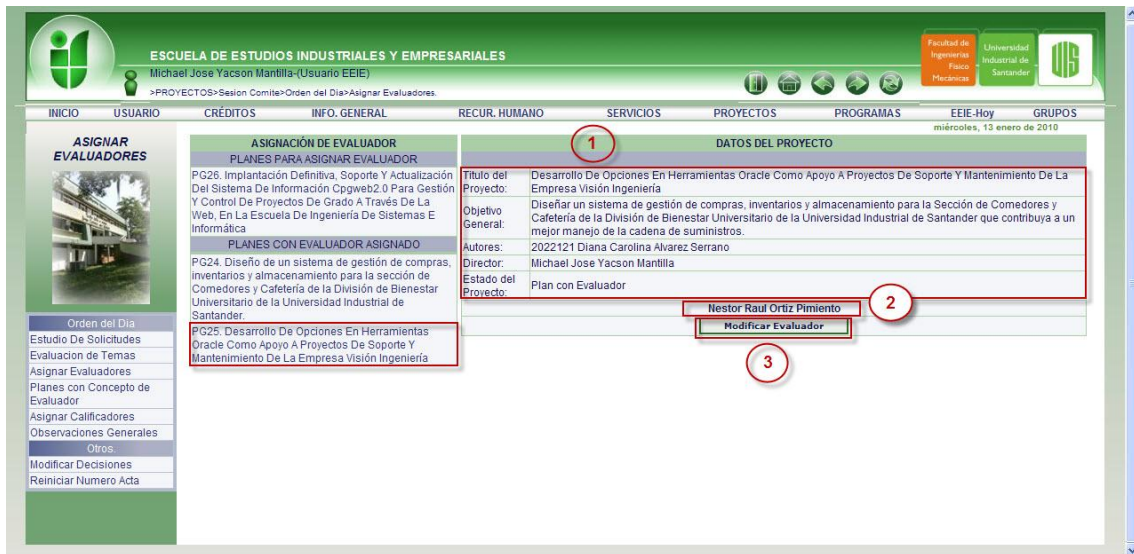 ESCUELA DE ESTUDIOS INDUSTRIALES Y EMPRESARIALES
Michael Jose Yacson Mantilla-(Usuario EEIE)
>PROYECTOS>Sesion Comite>Orden del Dia>Asignar Evaluadores.
Facultad de
Ingenierías
Físico
Mecánicas
Universidad
Industrial de
Santander
UIS
INICIO USUARIO CRÉDITOS INFO. GENERAL RECUR. HUMANO SERVICIOS PROYECTOS PROGRAMAS EEIE-Hoy GRUPOS
miércoles, 13 enero de 2010
ASIGNAR
EVALUADORES
Orden del Dia
Estudio De Solicitudes
Evaluacion de Temas
Asignar Evaluadores
Planes con Concepto de
Evaluador
Asignar Calificadores
Observaciones Generales
Otros.
Modificar Decisiones
Reiniciar Numero Acta
ASIGNACIÓN DE EVALUADOR
PLANES PARA ASIGNAR EVALUADOR
PG26. Implantación Definitiva, Soporte Y Actualización
Del Sistema De Información Cpgweb2.0 Para Gestión
Y Control De Proyectos De Grado A Través De La
Web, En La Escuela De Ingeniería De Sistemas E
Informática
PLANES CON EVALUADOR ASIGNADO
PG24. Diseño de un sistema de gestión de compras,
inventarios y almacenamiento para la sección de
Comedores y Cafetería de la División de Bienestar
Universitario de la Universidad Industrial de
Santander.
PG25. Desarrollo De Opciones En Herramientas
Oracle Como Apoyo A Proyectos De Soporte Y
Mantenimiento De La Empresa Visión Ingeniería
1
DATOS DEL PROYECTO
Titulo del
Proyecto:
Desarrollo De Opciones En Herramientas Oracle Como Apoyo A Proyectos De Soporte Y Mantenimiento De La
Empresa Visión Ingeniería
Objetivo
General:
Diseñar un sistema de gestión de compras, inventarios y almacenamiento para la Sección de Comedores y
Cafetería de la División de Bienestar Universitario de la Universidad Industrial de Santander que contribuya a un
mejor manejo de la cadena de suministros.
Autores: 2022121 Diana Carolina Alvarez Serrano
Director: Michael Jose Yacson Mantilla
Estado del
Proyecto:
Plan con Evaluador
Nestor Raul Ortiz Pimiento
2
Modificar Evaluador
3